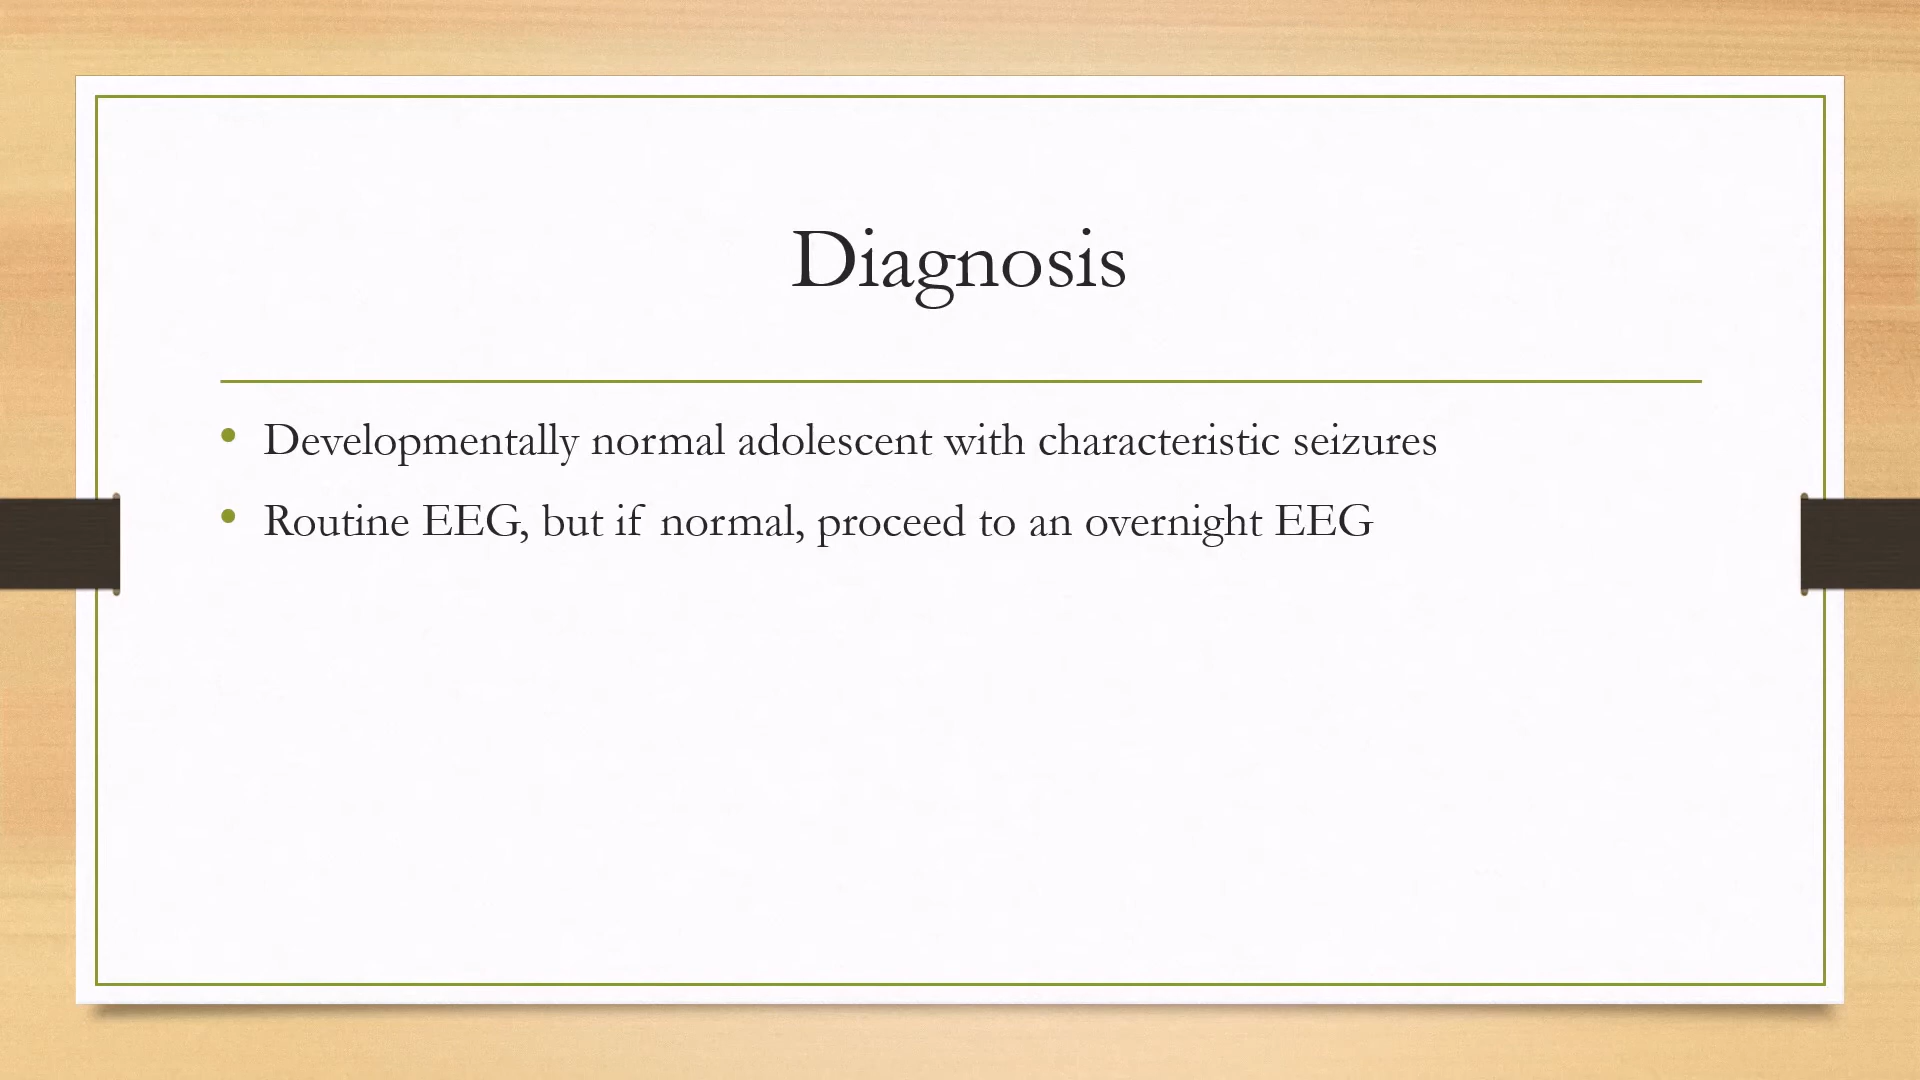 Diagnosis
• Developmentally normal adolescent with characteristic seizures
• Routine EEG, but if normal, proceed to an overnight EEG